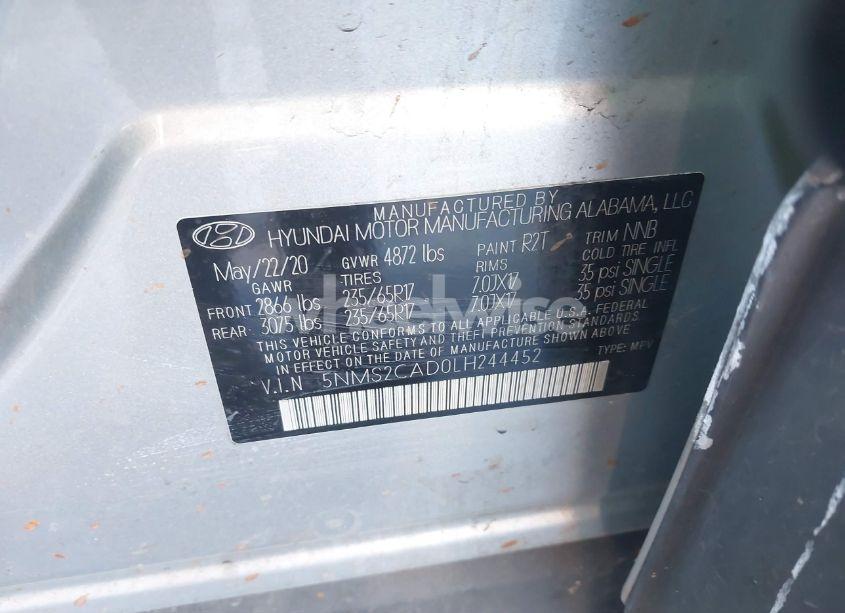 MANUFACTURED BY
HYUNDAI MOTOR MANUFACTURING ALABAMA, LLC
May/22/20 GVWR 4872 lbs PAINT R2T TRIM NNB
GAWR TIRES RIMS COLD TIRE INFL
FRONT: 2866 lbs 235/65R17 7.0JX17 35 psi SINGLE
REAR: 3075 lbs 235/65R17 7.0JX17 35 psi SINGLE
THIS VEHICLE CONFORMS TO ALL APPLICABLE U.S.A. FEDERAL
MOTOR VEHICLE SAFETY AND THEFT PREVENTION STANDARDS
IN EFFECT ON THE DATE OF MANUFACTURE SHOWN ABOVE
V.I.N 5NMS2CAD0LH244452 TYPE: MPV
wheelwise